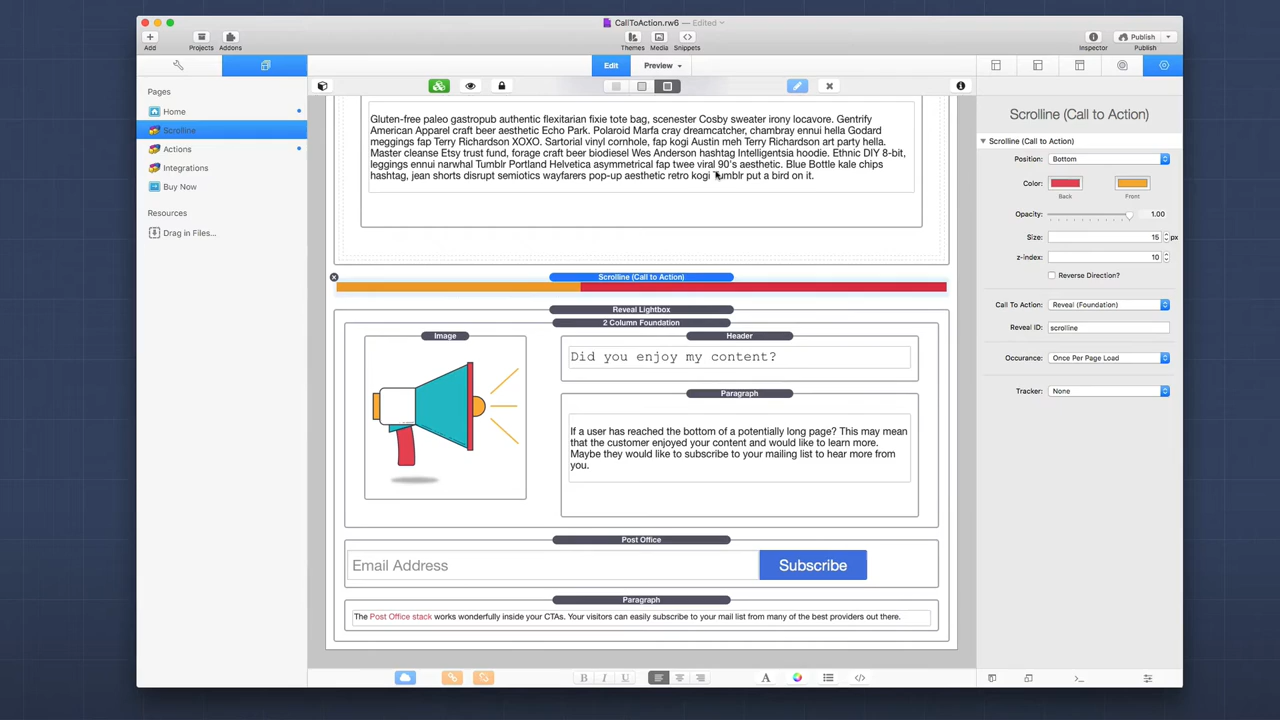 CallToAction.rw6 — Edited
Add
Projects
Addons
Themes
Media
Snippets
Inspector
Publish
Publish
Edit
Preview
Pages
Home
Scrolline
Actions
Integrations
Buy Now
Resources
Drag in Files...
Gluten-free paleo gastropub authentic flexitarian fixie tote bag, scenester Cosby sweater irony locavore. Gentrify
American Apparel craft beer aesthetic Echo Park. Polaroid Marfa cray dreamcatcher, chambray ennui hella Godard
meggings fap Terry Richardson XOXO. Sartorial vinyl cornhole, fap kogi Austin meh Terry Richardson art party hella.
Master cleanse Etsy trust fund, forage craft beer biodiesel Wes Anderson hashtag Intelligentsia hoodie. Ethnic DIY 8-bit,
leggings ennui narwhal Tumblr Portland Helvetica asymmetrical fap twee viral 90's aesthetic. Blue Bottle kale chips
hashtag, jean shorts disrupt semiotics wayfarers pop-up aesthetic retro kogi Tumblr put a bird on it.
Scrolline (Call to Action)
Reveal Lightbox
2 Column Foundation
Image
Header
Did you enjoy my content?
Paragraph
If a user has reached the bottom of a potentially long page? This may mean
that the customer enjoyed your content and would like to learn more.
Maybe they would like to subscribe to your mailing list to hear more from
you.
Post Office
Email Address
Subscribe
Paragraph
The Post Office stack works wonderfully inside your CTAs. Your visitors can easily subscribe to your mail list from many of the best providers out there.
B I U
A
Scrolline (Call to Action)
Scrolline (Call to Action)
Position: Bottom
Color:
Back
Front
Opacity: 1.00
Size: 15 px
z-index: 10
Reverse Direction?
Call To Action: Reveal (Foundation)
Reveal ID: scrolline
Occurance: Once Per Page Load
Tracker: None